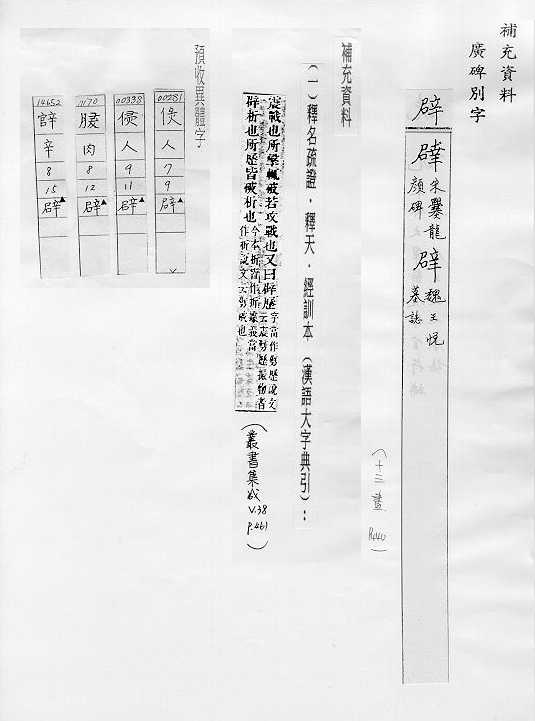 補充資料
廣碑別字
辟
辟 宋爨龍顏碑 辟 魏王悅墓誌
(十三畫 R440)
補充資料
(一)釋名疏證．釋天．經訓本(漢語大字典引)：
震戰也所擊輒破若攻戰也又曰辟歷
辟析也所歷皆破析也
(叢書集成 V.38 P.461)
預收異體字
00281
人
7
9
辟▲
00338
人
9
11
辟▲
1170
肉
8
12
辟▲
14652
辛
8
15
辟▲